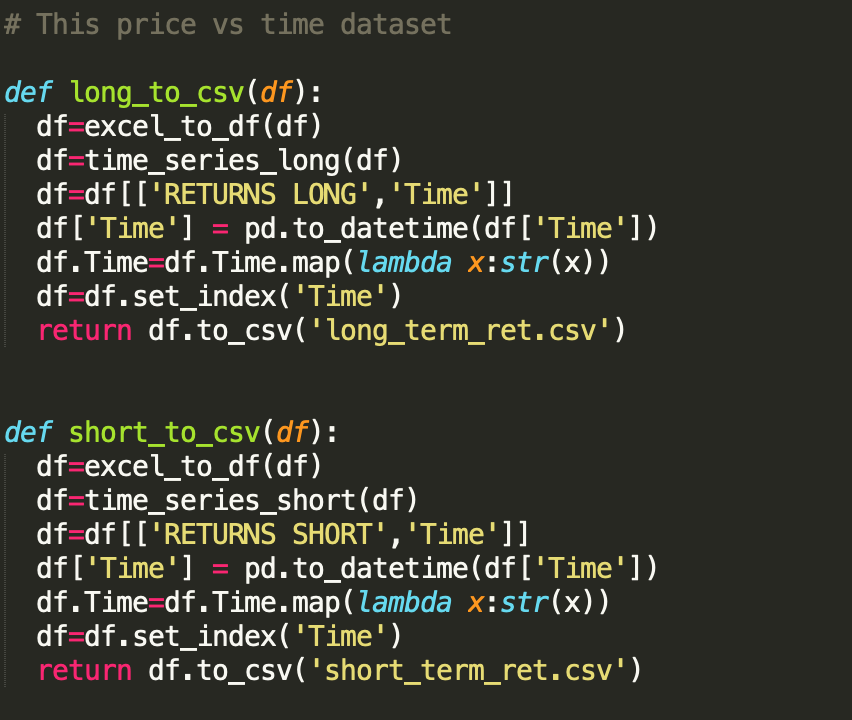 # This price vs time dataset
def long_to_csv(df):
  df=excel_to_df(df)
  df=time_series_long(df)
  df=df[['RETURNS LONG','Time']]
  df['Time'] = pd.to_datetime(df['Time'])
  df.Time=df.Time.map(lambda x:str(x))
  df=df.set_index('Time')
  return df.to_csv('long_term_ret.csv')
def short_to_csv(df):
  df=excel_to_df(df)
  df=time_series_short(df)
  df=df[['RETURNS SHORT','Time']]
  df['Time'] = pd.to_datetime(df['Time'])
  df.Time=df.Time.map(lambda x:str(x))
  df=df.set_index('Time')
  return df.to_csv('short_term_ret.csv')